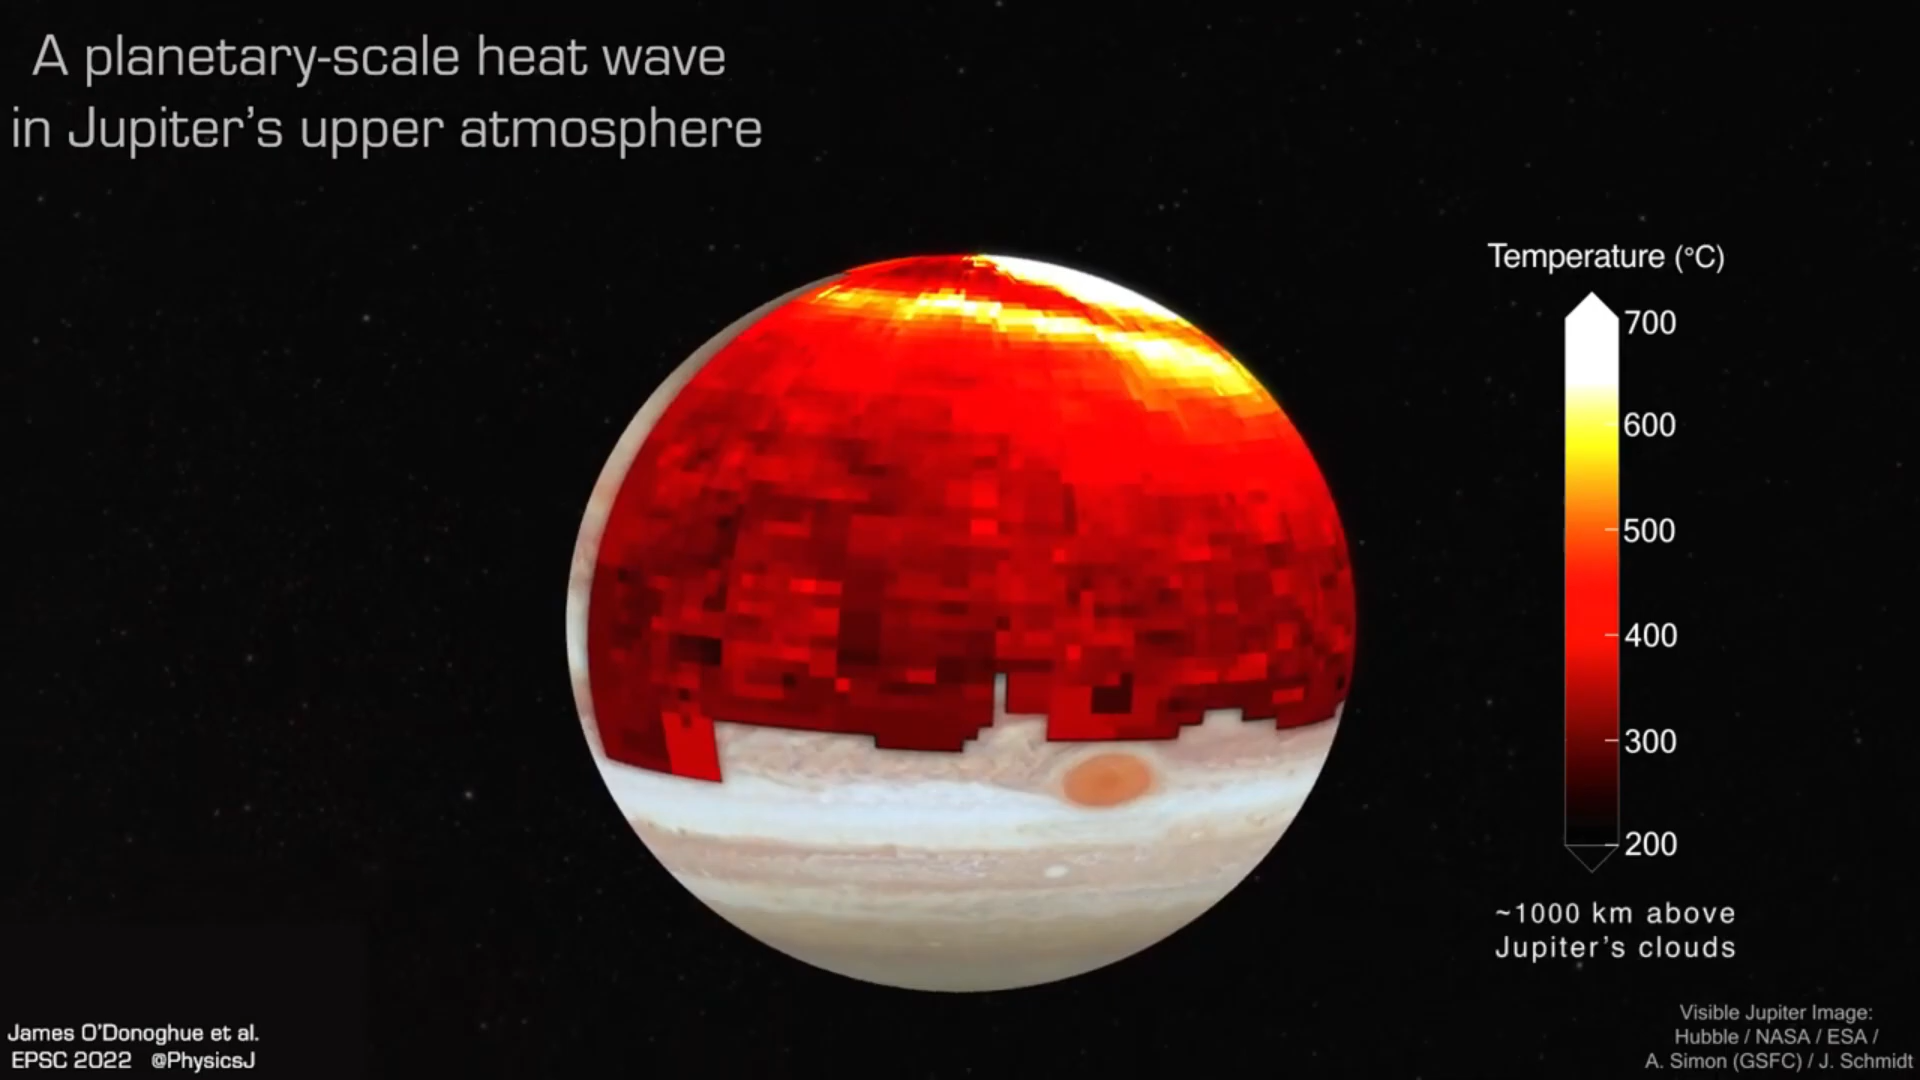 A planetary-scale heat wave
in Jupiter's upper atmosphere
Temperature (°C)
700
600
500
400
300
200
~1000 km above
Jupiter's clouds
James O'Donoghue et al.
EPSC 2022 @PhysicsJ
Visible Jupiter Image:
Hubble / NASA / ESA /
A. Simon (GSFC) / J. Schmidt